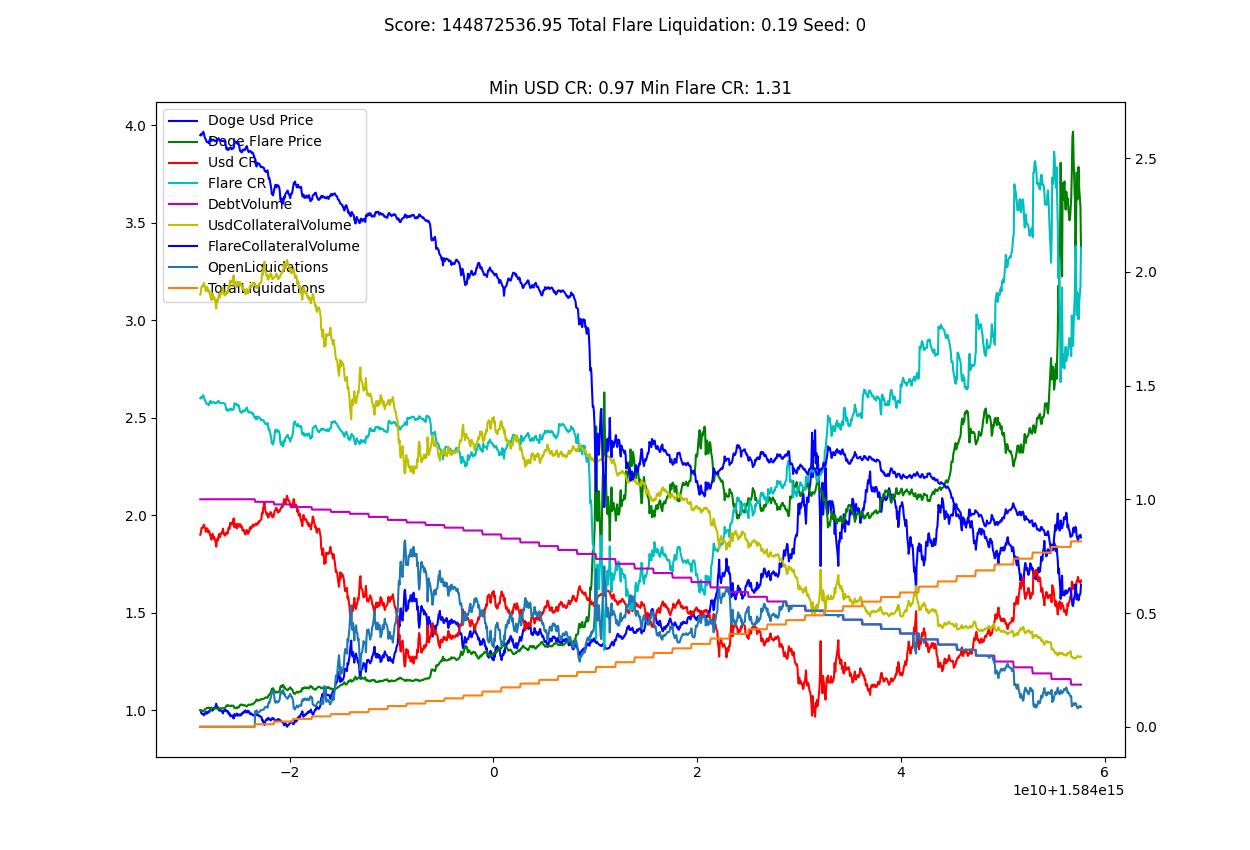 Score: 144872536.95 Total Flare Liquidation: 0.19 Seed: 0
Min USD CR: 0.97 Min Flare CR: 1.31
Doge Usd Price
Doge Flare Price
Usd CR
Flare CR
DebtVolume
UsdCollateralVolume
FlareCollateralVolume
OpenLiquidations
TotalLiquidations
4.0
3.5
3.0
2.5
2.0
1.5
1.0
2.5
2.0
1.5
1.0
0.5
0.0
−2
0
2
4
6
1e10+1.584e15